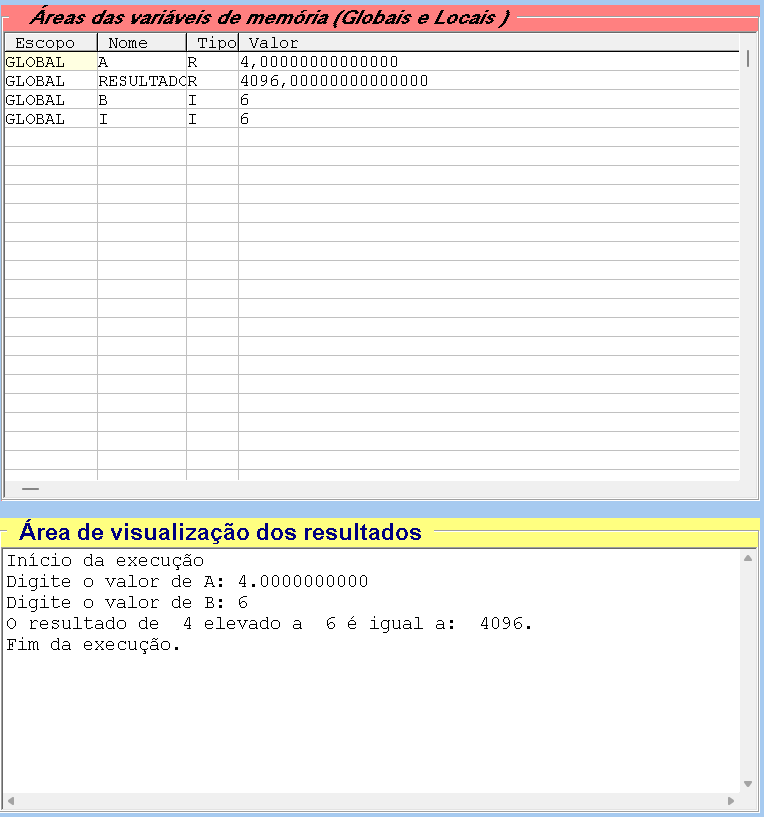 Áreas das variáveis de memória (Globais e Locais )
Escopo Nome Tipo Valor
GLOBAL A R 4,00000000000000
GLOBAL RESULTADO R 4096,00000000000000
GLOBAL B I 6
GLOBAL I I 6
Área de visualização dos resultados
Início da execução
Digite o valor de A: 4.0000000000
Digite o valor de B: 6
O resultado de  4 elevado a  6 é igual a:  4096.
Fim da execução.